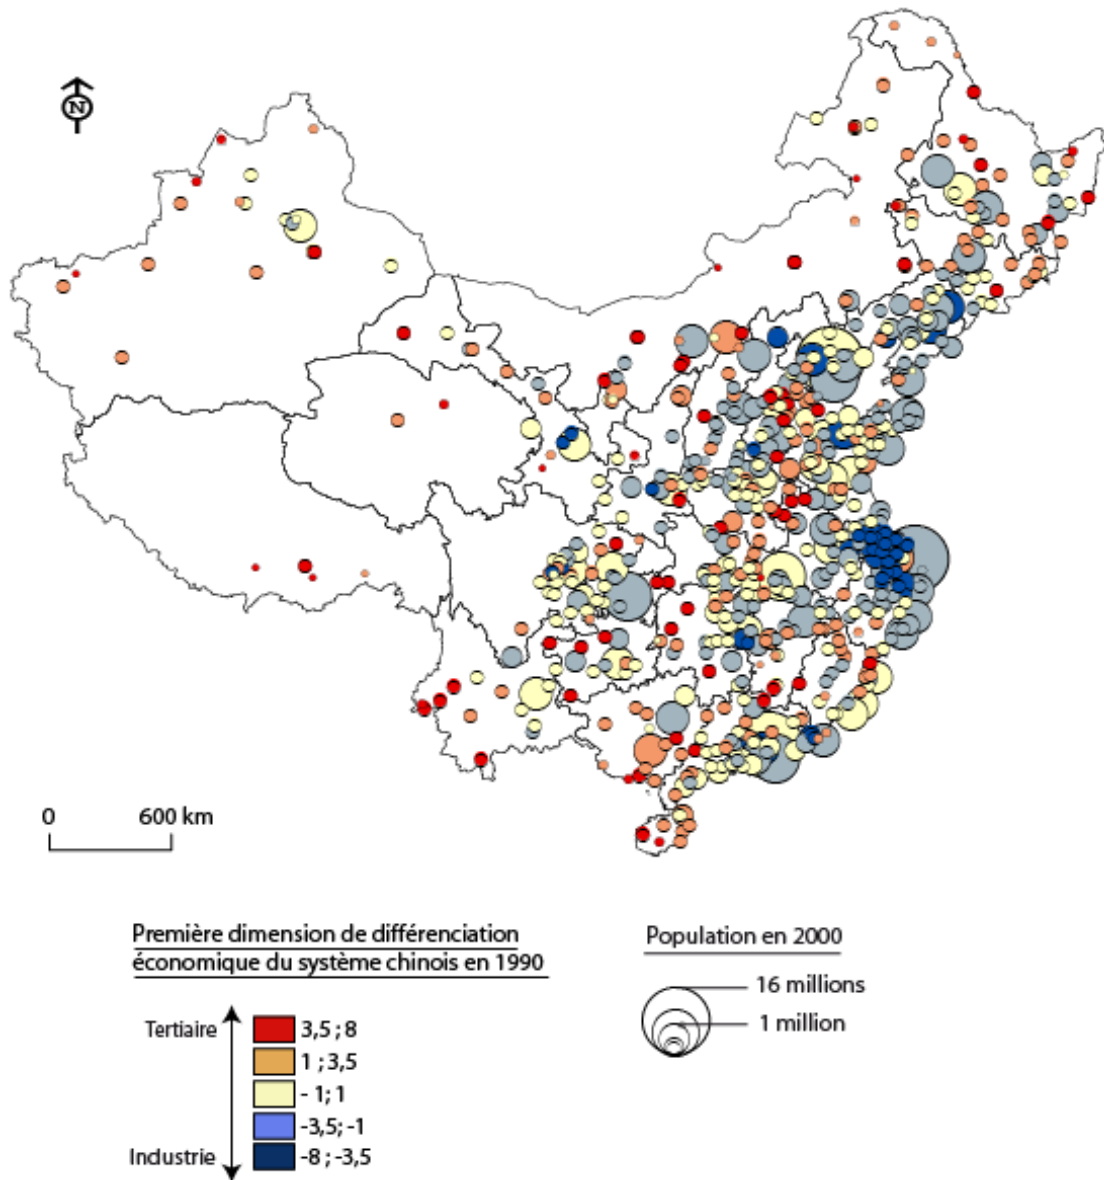 N
0 600 km
Première dimension de différenciation
économique du système chinois en 1990
Tertiaire
3,5 ; 8
1 ; 3,5
- 1; 1
-3,5; -1
Industrie
-8 ; -3,5
Population en 2000
16 millions
1 million